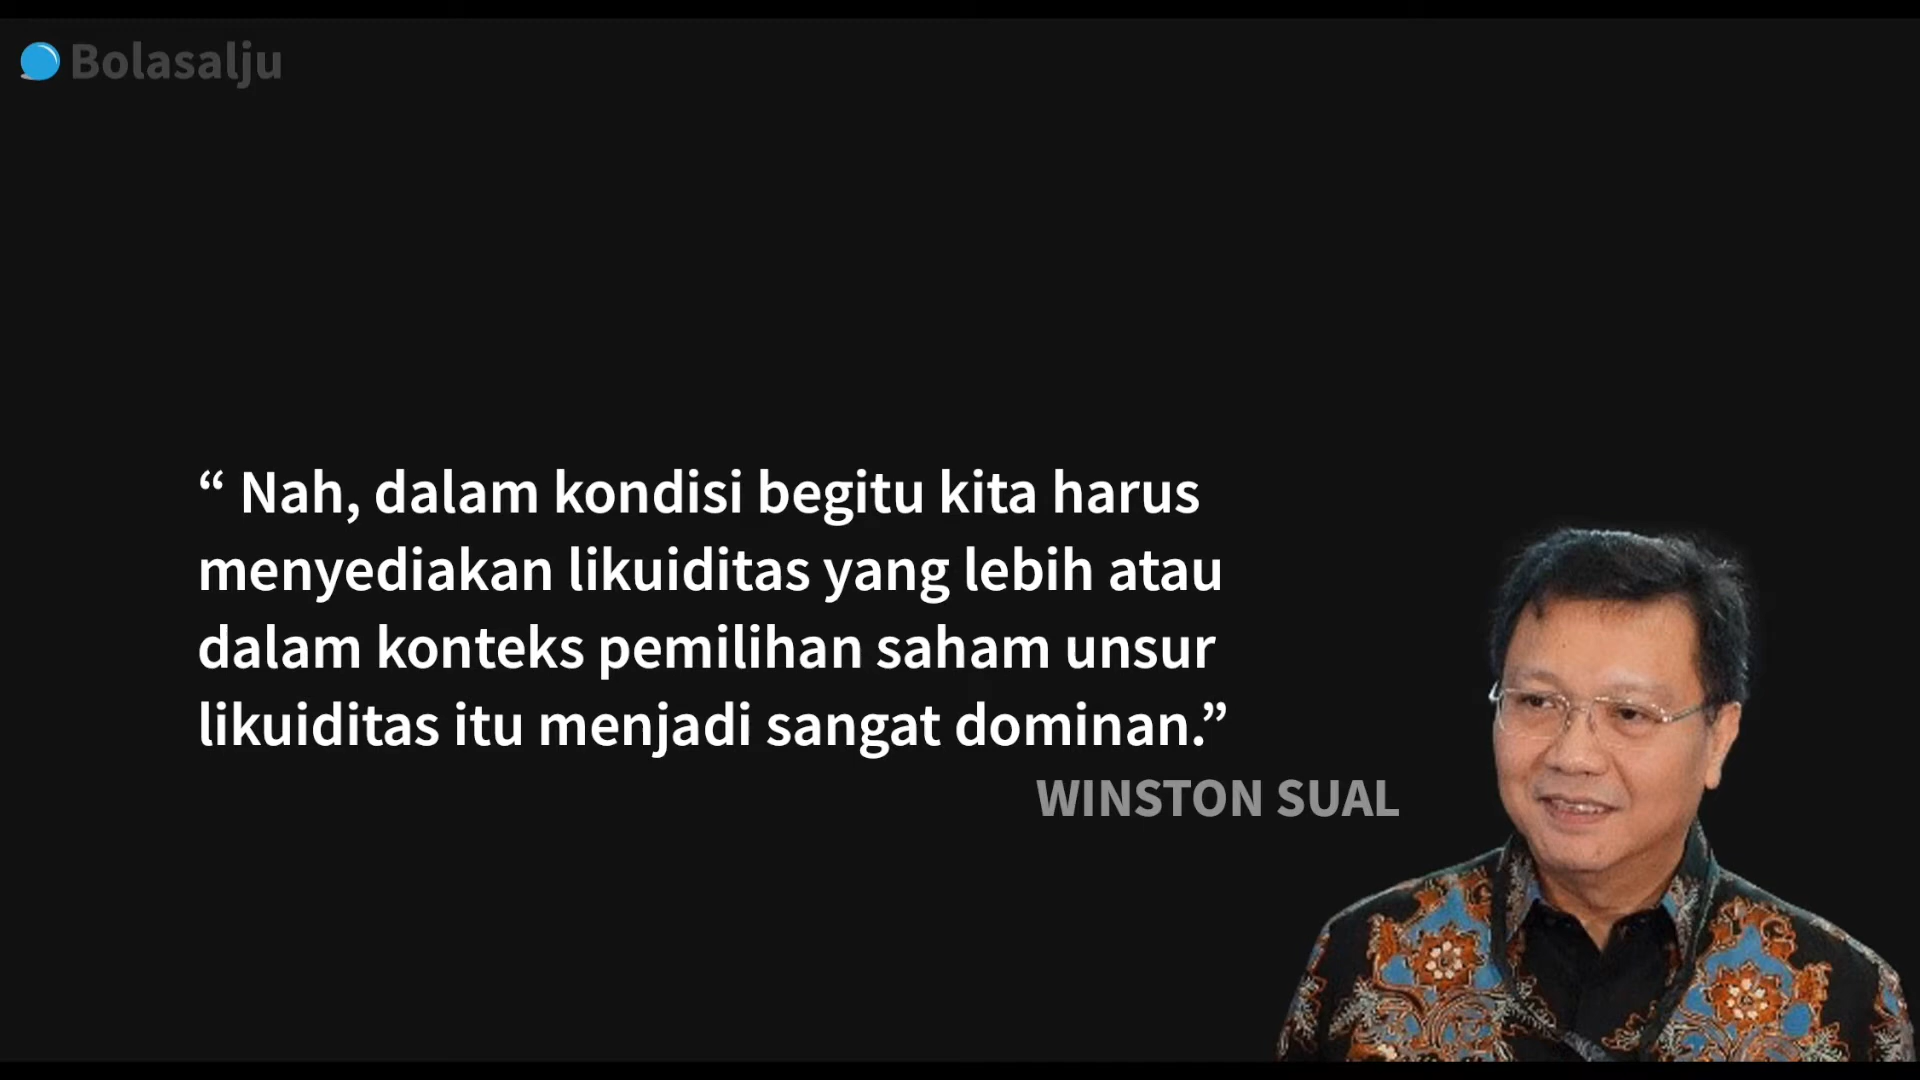 Bolasalju
“ Nah, dalam kondisi begitu kita harus
menyediakan likuiditas yang lebih atau
dalam konteks pemilihan saham unsur
likuiditas itu menjadi sangat dominan.”
WINSTON SUAL